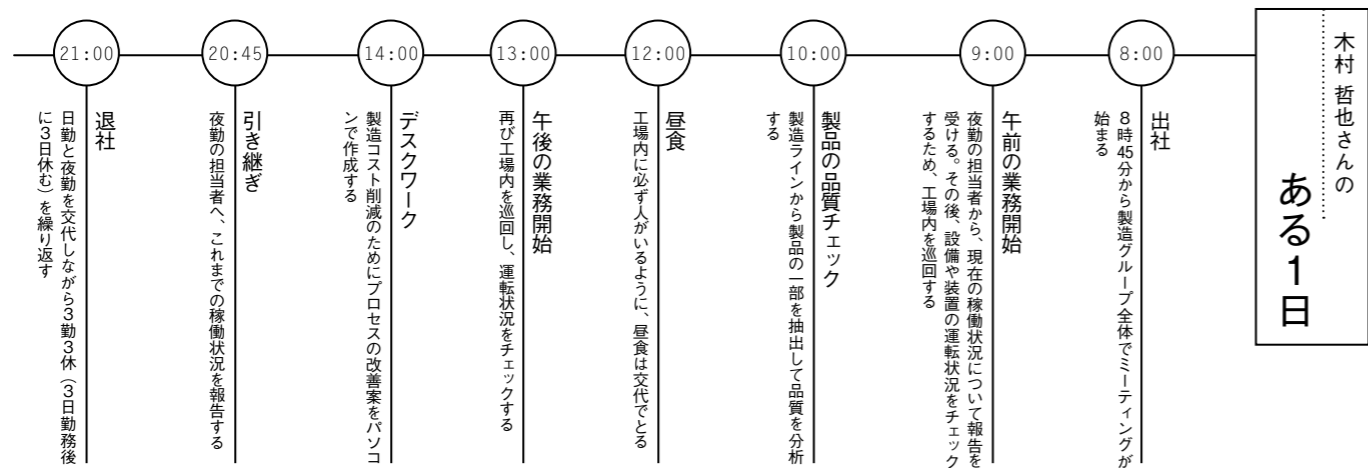 木村 哲也さんの
ある1日
8:00
出社
8時45分から製造グループ全体でミーティングが
始まる
9:00
午前の業務開始
夜勤の担当者から、現在の稼働状況について報告を
受ける。その後、設備や装置の運転状況をチェック
するため、工場内を巡回する
10:00
製品の品質チェック
製造ラインから製品の一部を抽出して品質を分析
する
12:00
昼食
工場内に必ず人がいるように、昼食は交代でとる
13:00
午後の業務開始
再び工場内を巡回し、運転状況をチェックする
14:00
デスクワーク
製造コスト削減のためにプロセスの改善案をパソコ
ンで作成する
20:45
引き継ぎ
夜勤の担当者へ、これまでの稼働状況を報告する
21:00
退社
日勤と夜勤を交代しながら3勤3休（3日勤務後
に3日休む）を繰り返す